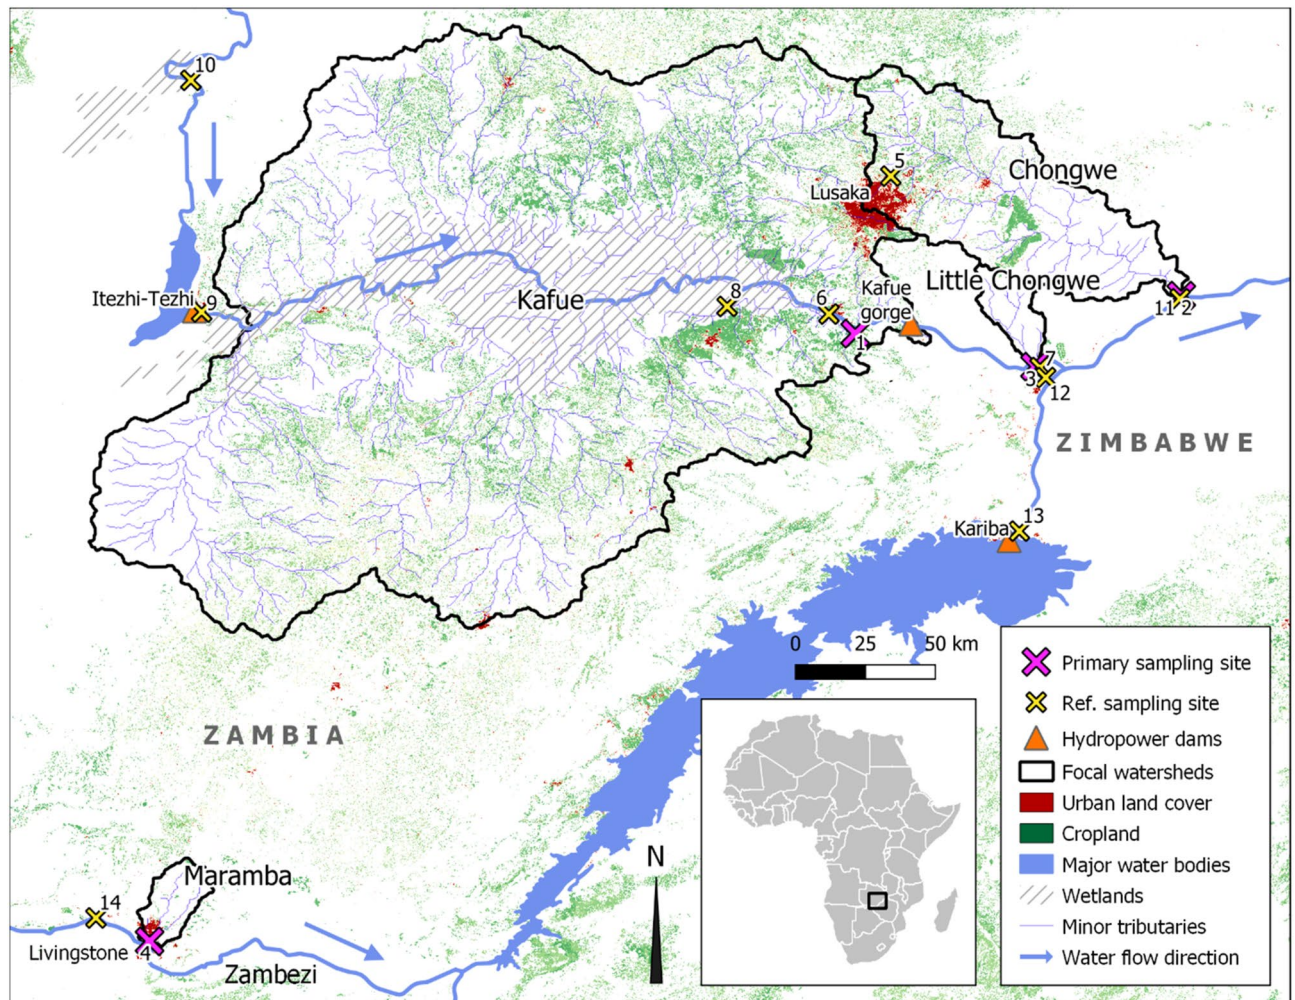 10
5
Chongwe
Lusaka
Little Chongwe
Itezhi-Tezhi
9
Kafue
8
6
Kafue
gorge
11
2
1
7
3
12
ZIMBABWE
13
Kariba
0 25 50 km
ZAMBIA
N
Maramba
14
Livingstone
4
Zambezi
Primary sampling site
Ref. sampling site
Hydropower dams
Focal watersheds
Urban land cover
Cropland
Major water bodies
Wetlands
Minor tributaries
Water flow direction